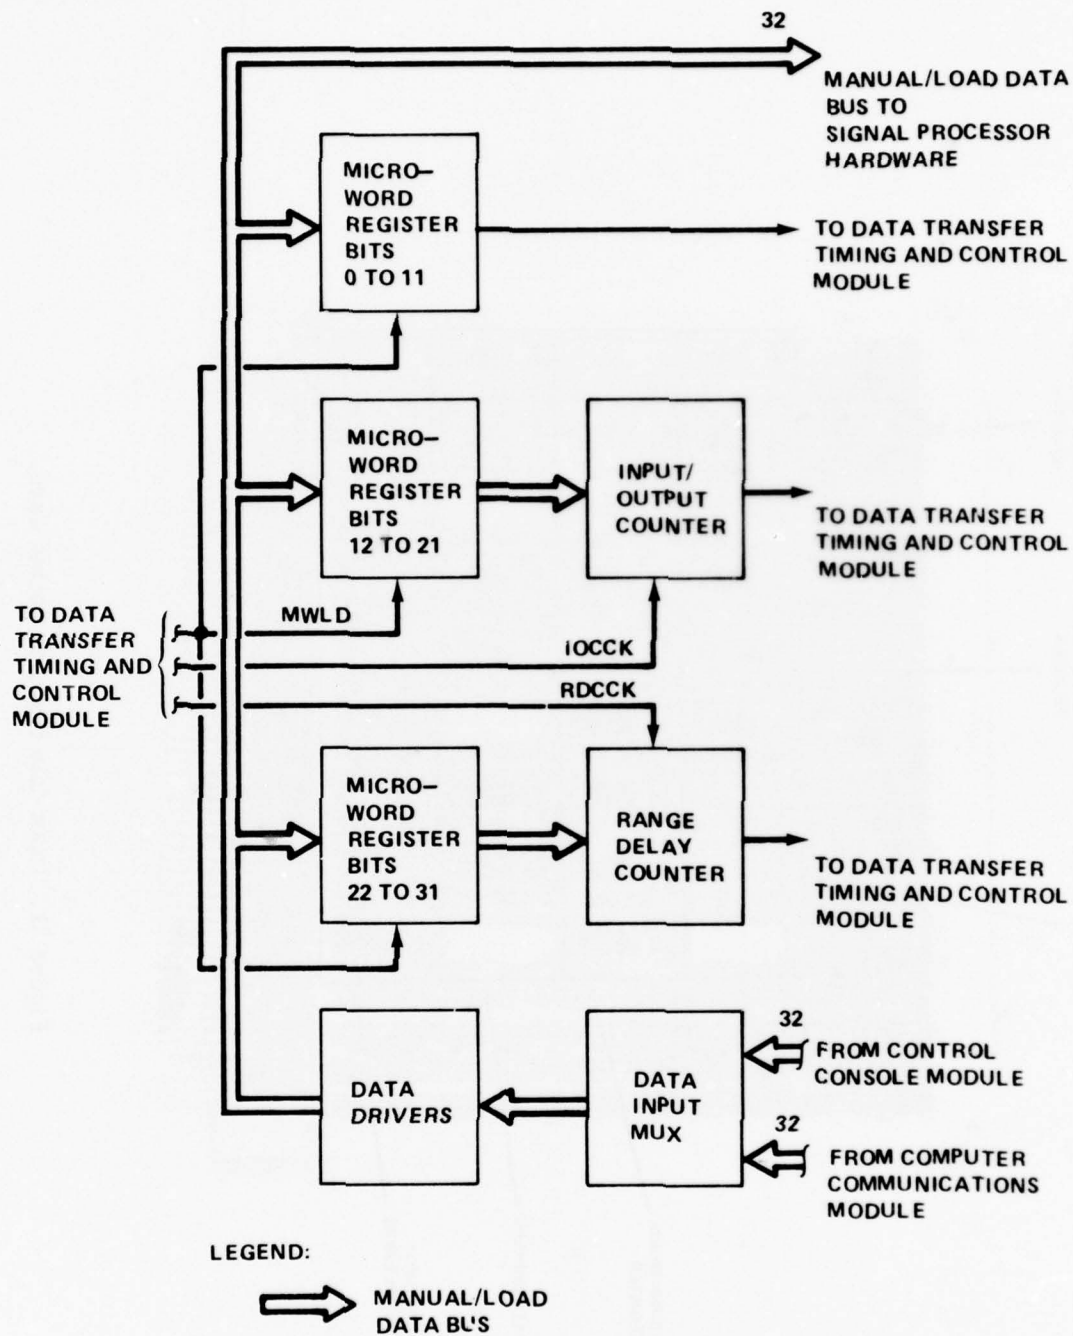 32
MANUAL/LOAD DATA
BUS TO
SIGNAL PROCESSOR
HARDWARE
MICRO—
WORD
REGISTER
BITS
0 TO 11
TO DATA TRANSFER
TIMING AND CONTROL
MODULE
MICRO—
WORD
REGISTER
BITS
12 TO 21
INPUT/
OUTPUT
COUNTER
TO DATA TRANSFER
TIMING AND CONTROL
MODULE
TO DATA
TRANSFER
TIMING AND
CONTROL
MODULE
MWLD
IOCCK
RDCCK
MICRO—
WORD
REGISTER
BITS
22 TO 31
RANGE
DELAY
COUNTER
TO DATA TRANSFER
TIMING AND CONTROL
MODULE
DATA
DRIVERS
DATA
INPUT
MUX
32
FROM CONTROL
CONSOLE MODULE
32
FROM COMPUTER
COMMUNICATIONS
MODULE
LEGEND:
MANUAL/LOAD
DATA BUS